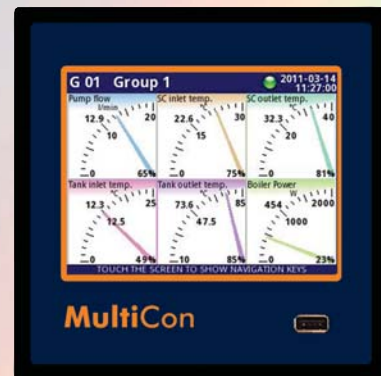 G 01 Group 1
2011-03-14
11:27:00
Pump flow
l/min
12.9
20
10
0
65%
SC inlet temp.
°C
22.6
30
15
0
75%
SC outlet temp.
°C
32.3
40
20
0
81%
Tank inlet temp.
°C
12.3
25
12.5
0
49%
Tank outlet temp.
°C
73.6
85
47.5
10
85%
Boiler Power
W
454
2000
1000
0
23%
TOUCH THE SCREEN TO SHOW NAVIGATION KEYS
MultiCon